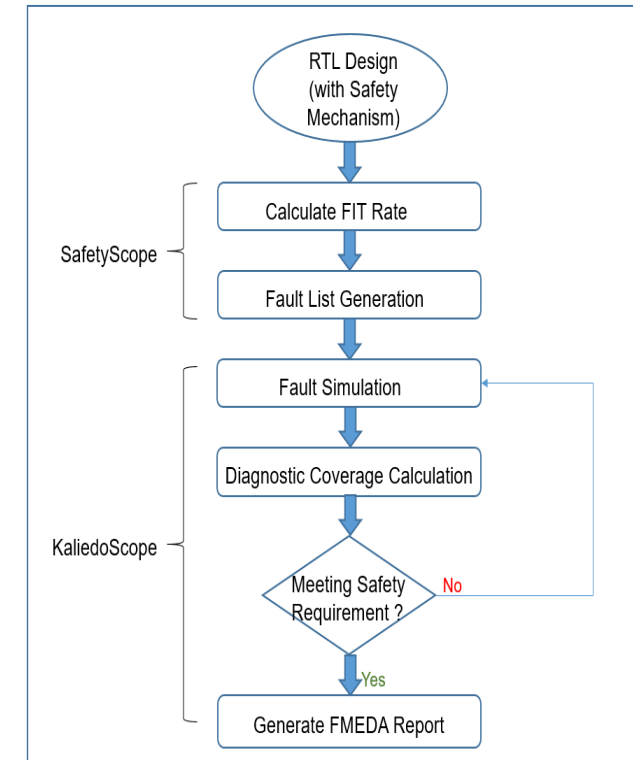 RTL Design
(with Safety
Mechanism)
Calculate FIT Rate
SafetyScope
Fault List Generation
Fault Simulation
Diagnostic Coverage Calculation
KaliedoScope
Meeting Safety
Requirement ?
No
Yes
Generate FMEDA Report